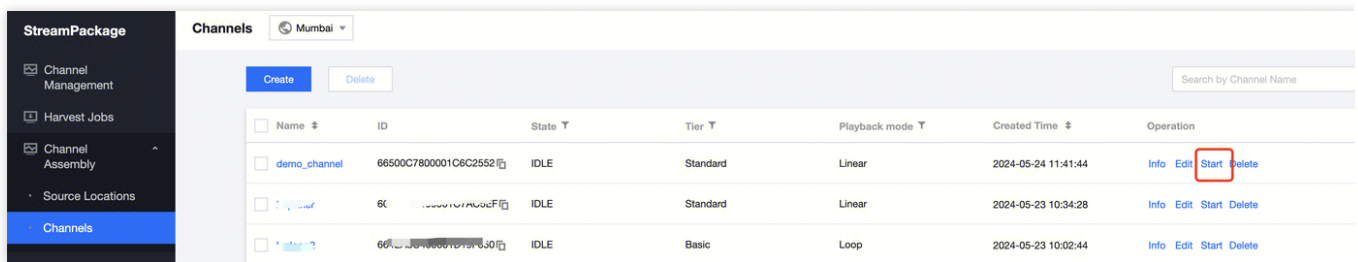 StreamPackage
Channels Mumbai
Channel
Management
Harvest Jobs
Channel
Assembly
Source Locations
Channels
Create Delete Search by Channel Name
Name ID State Tier Playback mode Created Time Operation
demo_channel 66500C7800001C6C2552 IDLE Standard Linear 2024-05-24 11:41:44 Info Edit Start Delete
IDLE Standard Linear 2024-05-23 10:34:28 Info Edit Start Delete
IDLE Basic Loop 2024-05-23 10:02:44 Info Edit Start Delete